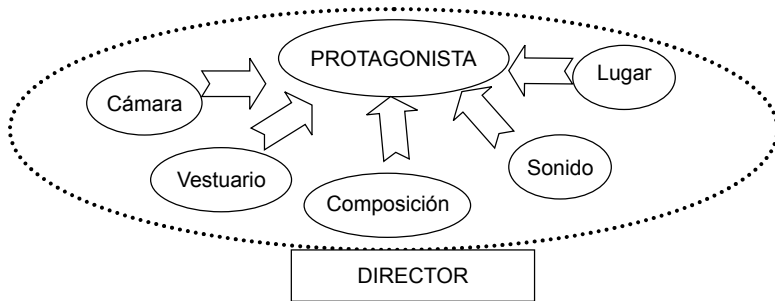 PROTAGONISTA
Lugar
Cámara
Vestuario
Composición
Sonido
DIRECTOR